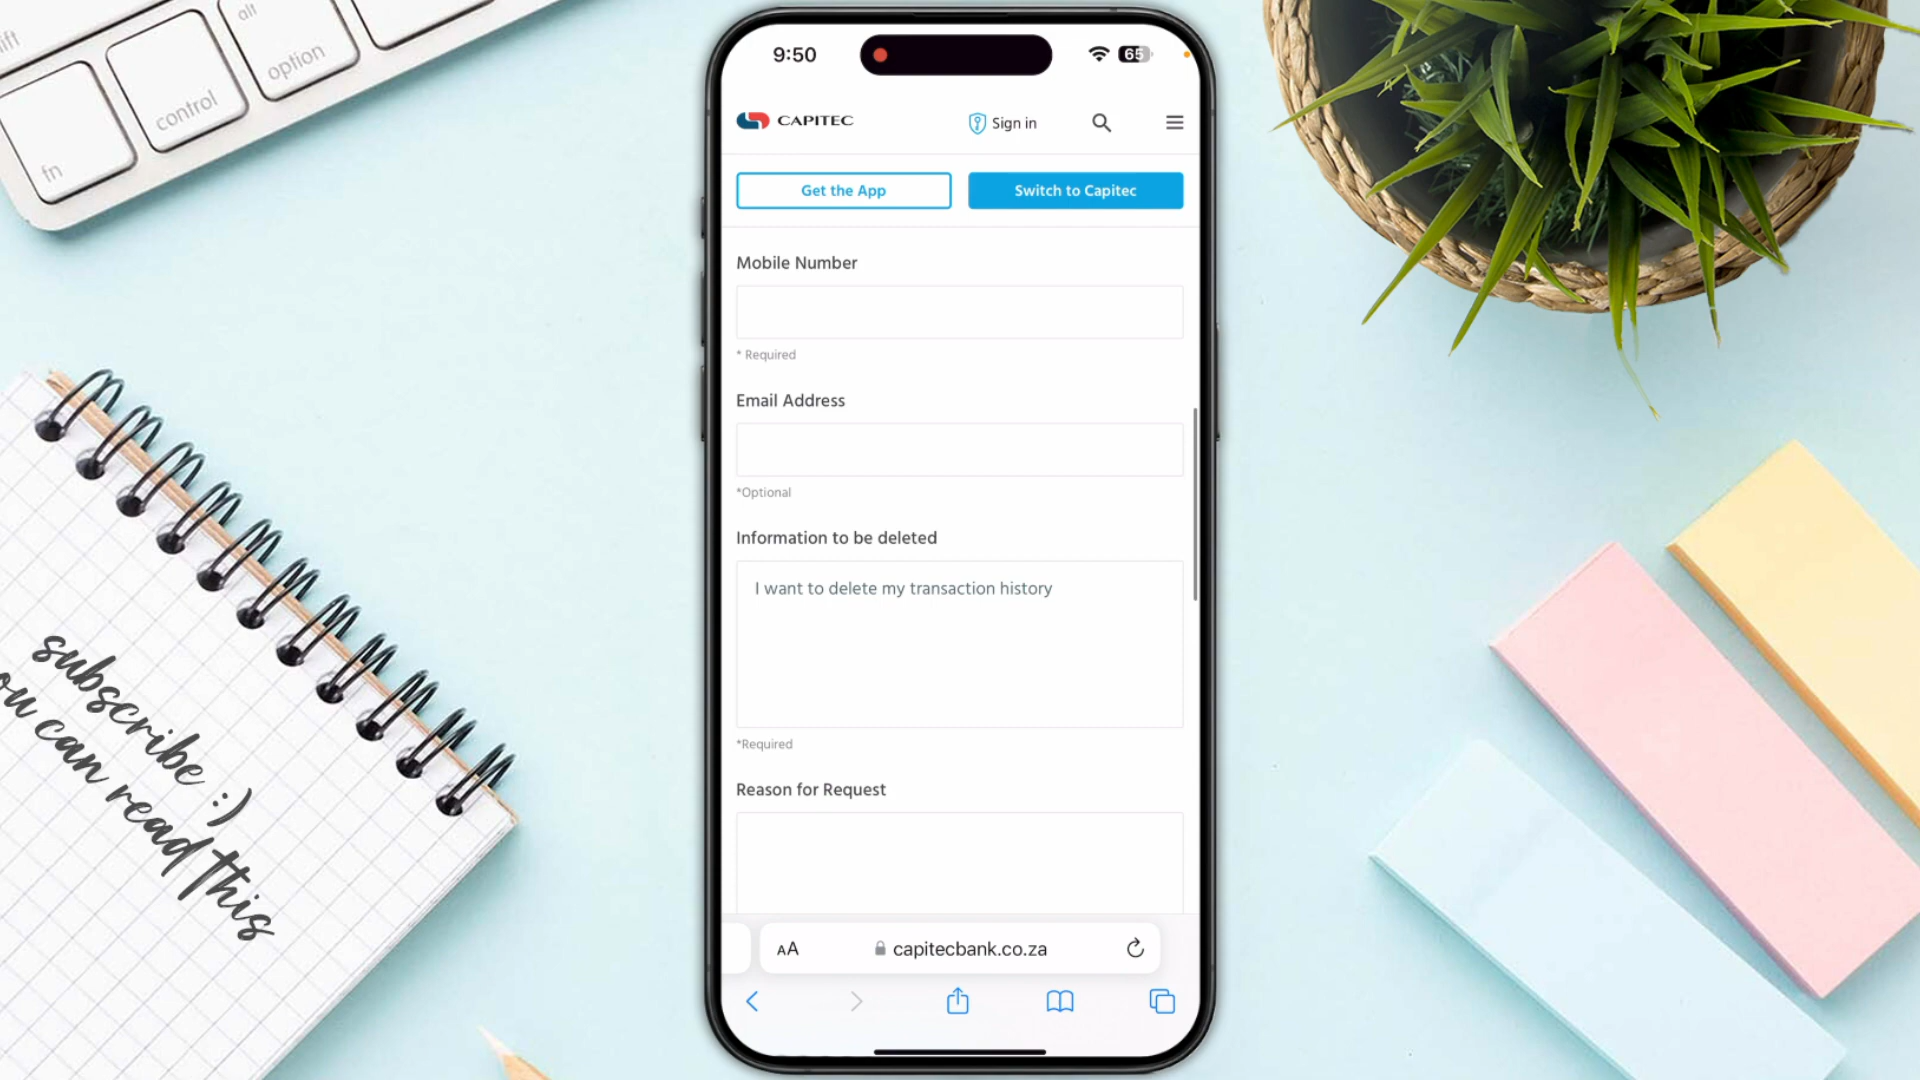 alt
ift
option
control
fn
9:50
65
CAPITEC
Sign in
Get the App
Switch to Capitec
Mobile Number
* Required
Email Address
*Optional
Information to be deleted
I want to delete my transaction history
*Required
Reason for Request
AA
capitecbank.co.za
subscribe :)
ou can read this